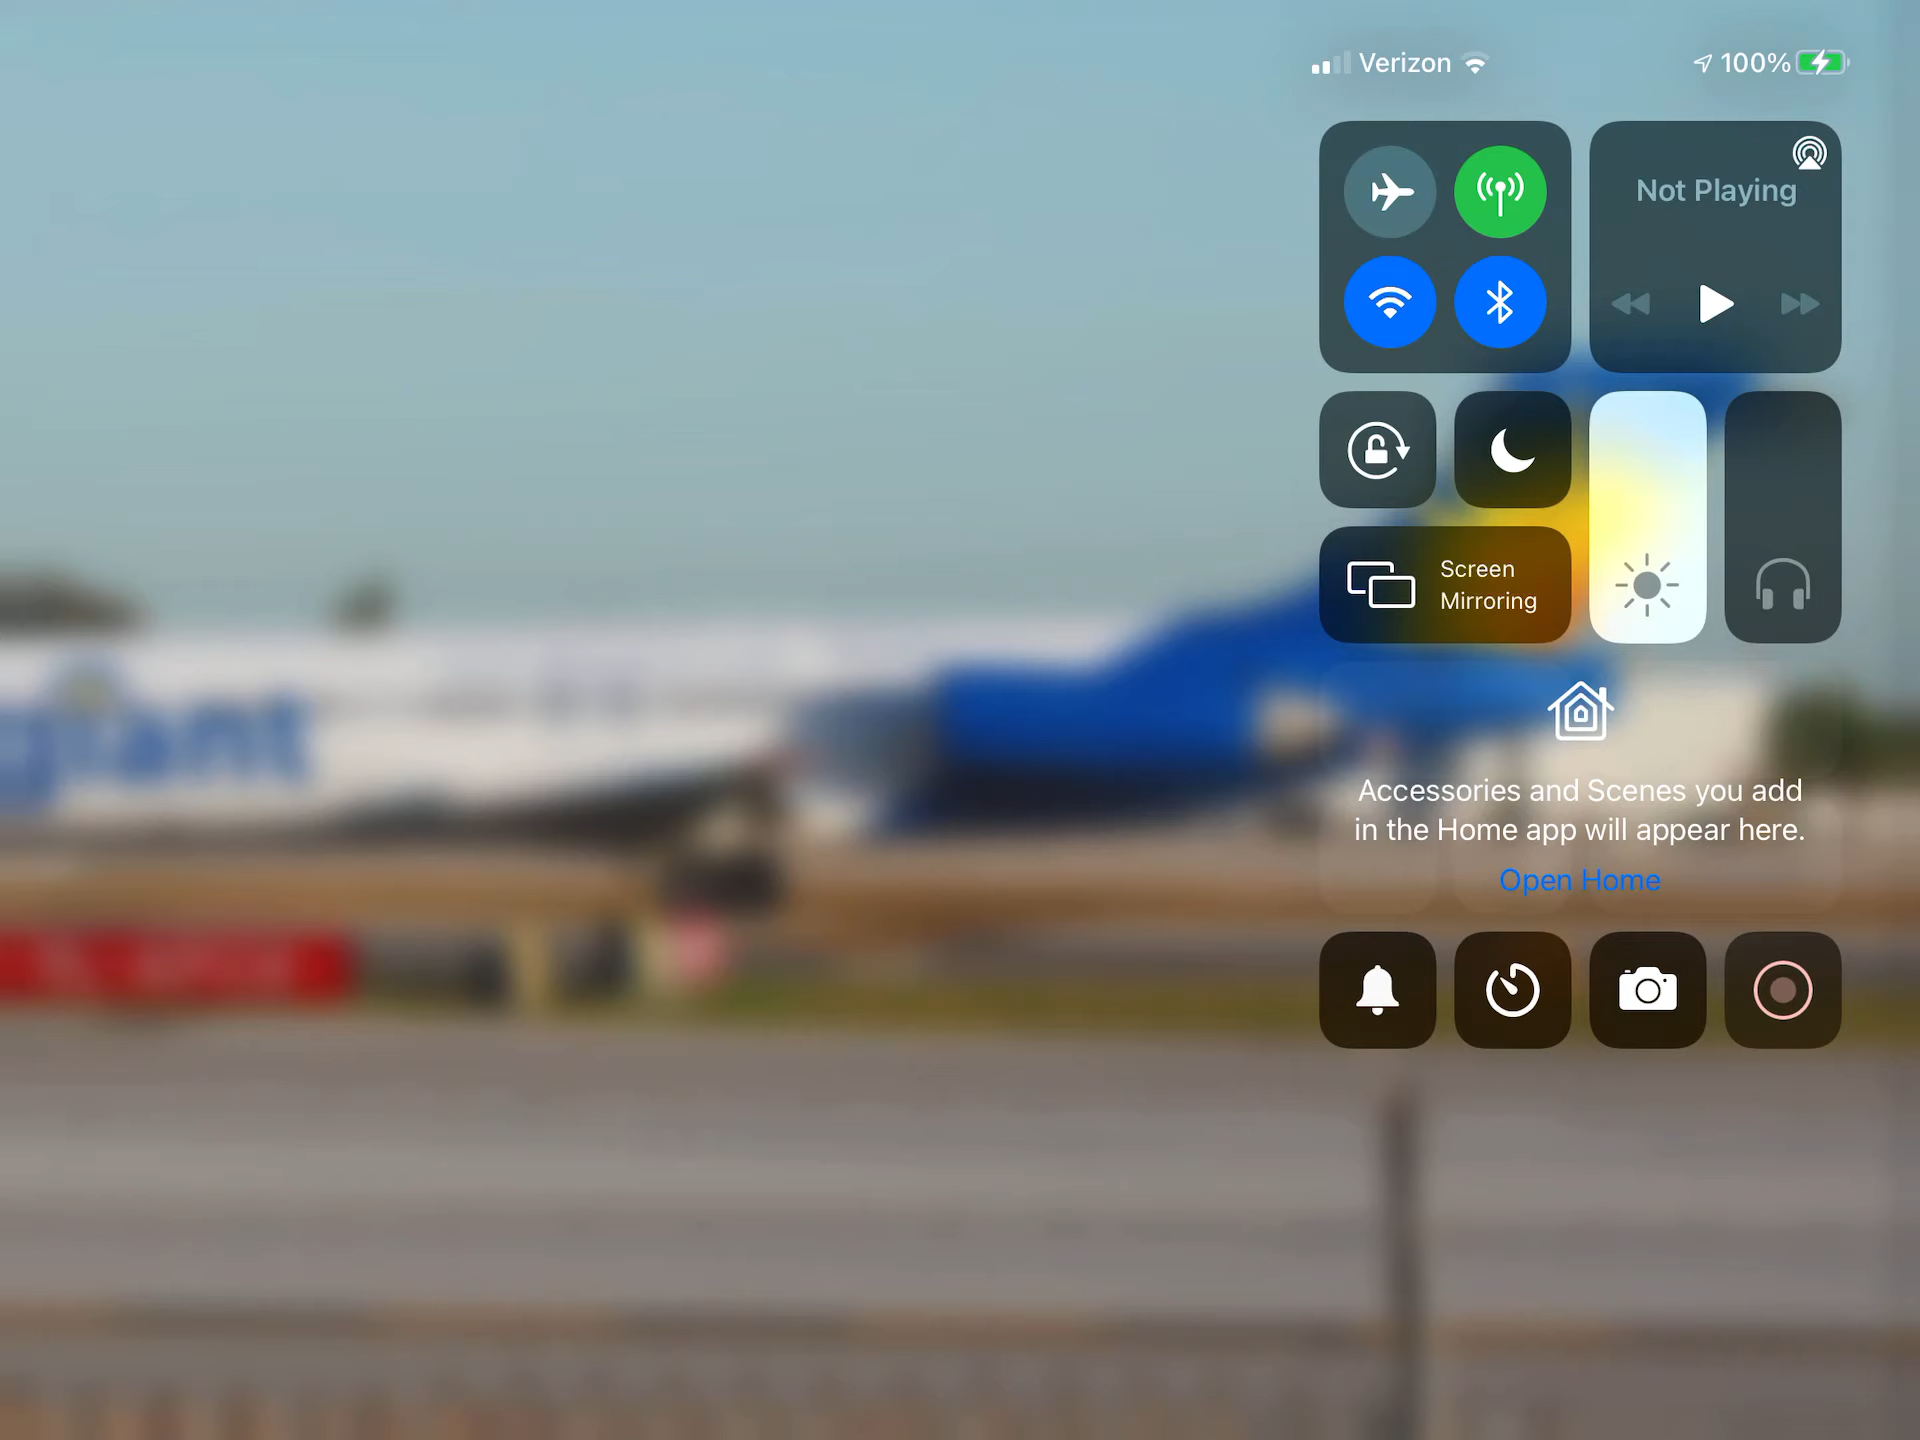 Verizon
100%
Not Playing
Screen
Mirroring
giant
Accessories and Scenes you add
in the Home app will appear here.
Open Home